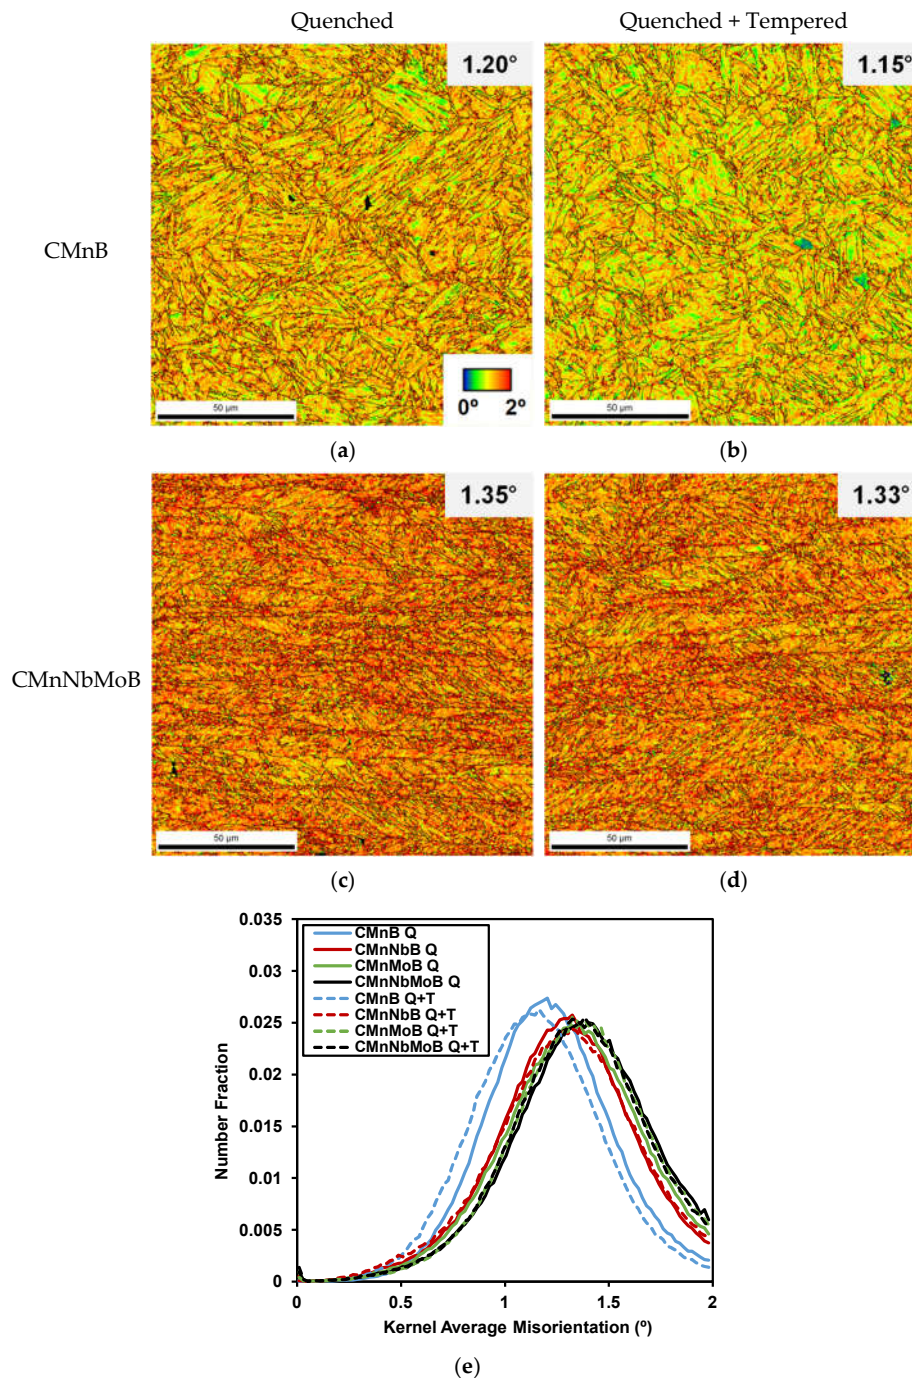 Quenched
Quenched + Tempered
CMnB
1.20°
1.15°
0º 2º
50 µm
50 µm
(a)
(b)
CMnNbMoB
1.35°
1.33°
50 µm
50 µm
(c)
(d)
0.035
0.03
0.025
0.02
0.015
0.01
0.005
0
Number Fraction
CMnB Q
CMnNbB Q
CMnMoB Q
CMnNbMoB Q
CMnB Q+T
CMnNbB Q+T
CMnMoB Q+T
CMnNbMoB Q+T
0 0.5 1 1.5 2
Kernel Average Misorientation (º)
(e)